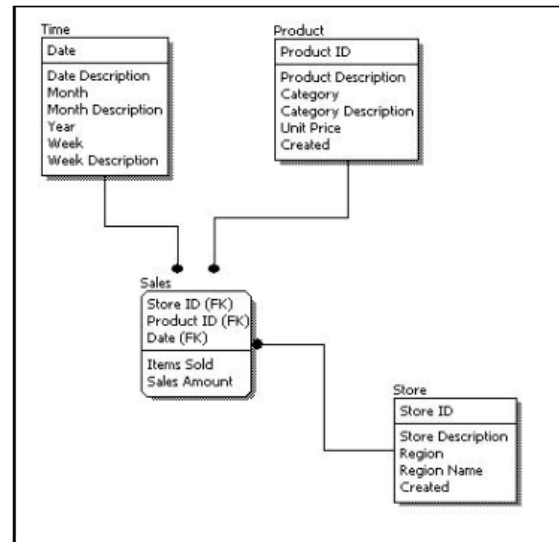 Time
Date
Date Description
Month
Month Description
Year
Week
Week Description
Product
Product ID
Product Description
Category
Category Description
Unit Price
Created
Sales
Store ID (FK)
Product ID (FK)
Date (FK)
Items Sold
Sales Amount
Store
Store ID
Store Description
Region
Region Name
Created